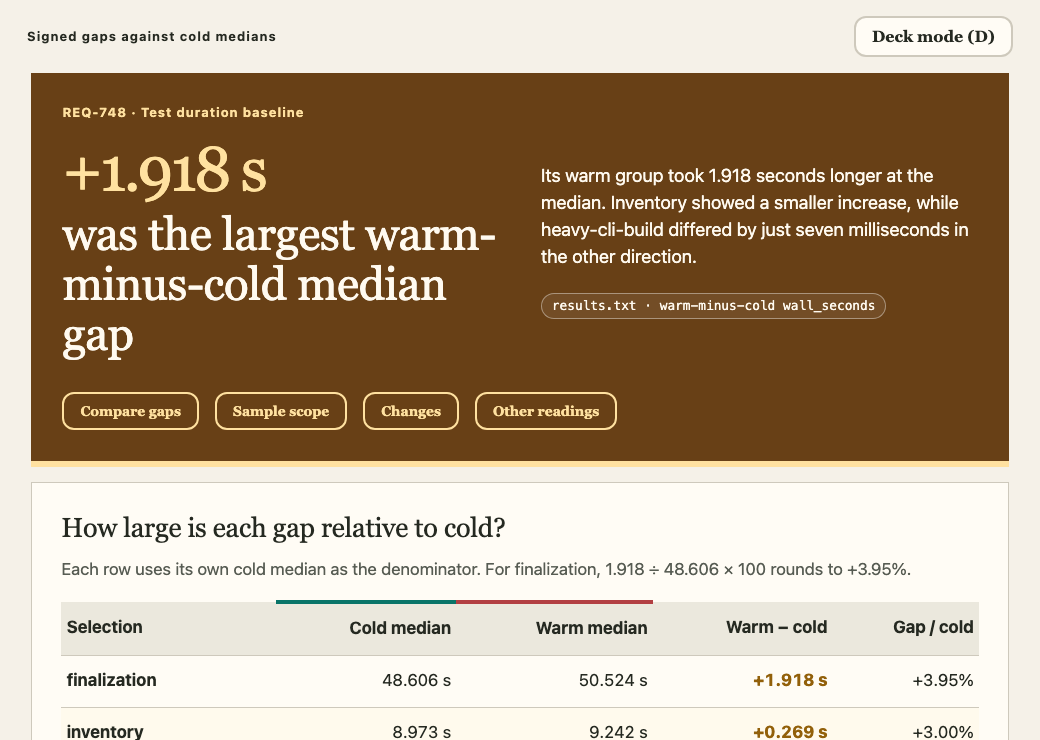 Signed gaps against cold medians
Deck mode (D)
REQ-748 · Test duration baseline
+1.918 s
was the largest warm-
minus-cold median
gap
Its warm group took 1.918 seconds longer at the
median. Inventory showed a smaller increase, while
heavy-cli-build differed by just seven milliseconds in
the other direction.
results.txt · warm-minus-cold wall_seconds
Compare gaps
Sample scope
Changes
Other readings
How large is each gap relative to cold?
Each row uses its own cold median as the denominator. For finalization, 1.918 ÷ 48.606 × 100 rounds to +3.95%.
Selection Cold median Warm median Warm − cold Gap / cold
finalization 48.606 s 50.524 s +1.918 s +3.95%
inventory 8.973 s 9.242 s +0.269 s +3.00%